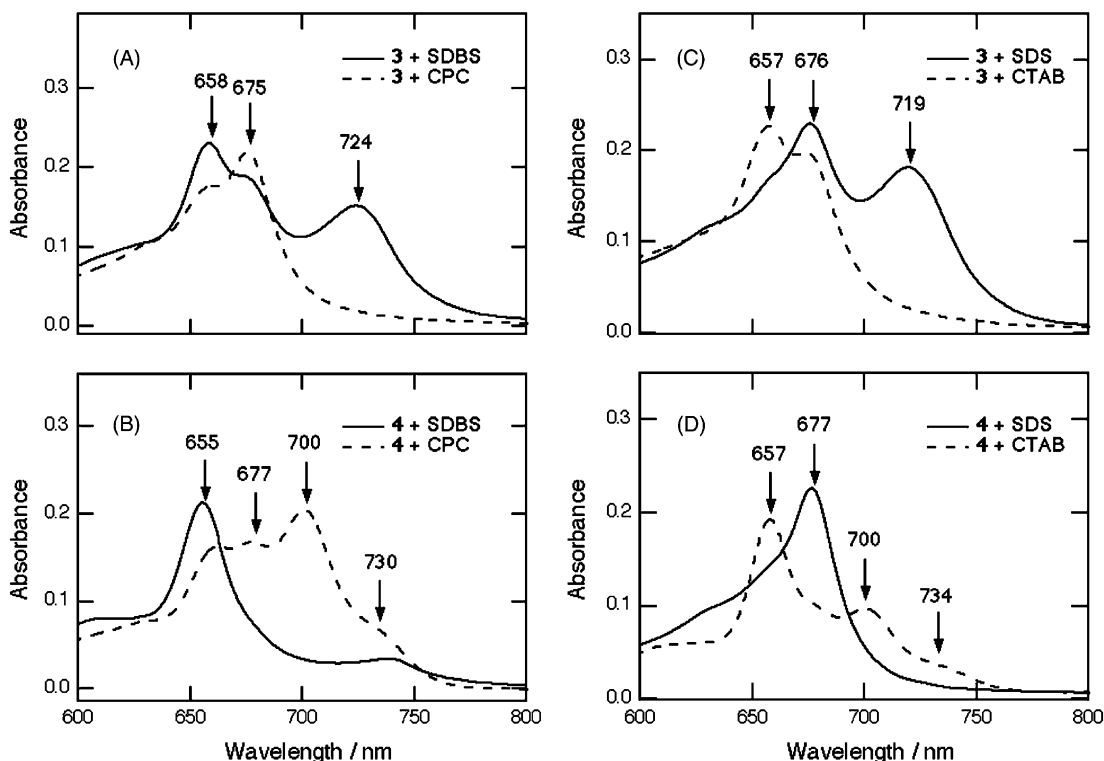 (A)
3 + SDBS
3 + CPC
658
675
724
0.3
0.2
0.1
0.0
Absorbance
(C)
3 + SDS
3 + CTAB
657
676
719
0.3
0.2
0.1
0.0
Absorbance
(B)
4 + SDBS
4 + CPC
655
677
700
730
0.3
0.2
0.1
0.0
Absorbance
600
650
700
750
800
Wavelength / nm
(D)
4 + SDS
4 + CTAB
657
677
700
734
0.3
0.2
0.1
0.0
Absorbance
600
650
700
750
800
Wavelength / nm